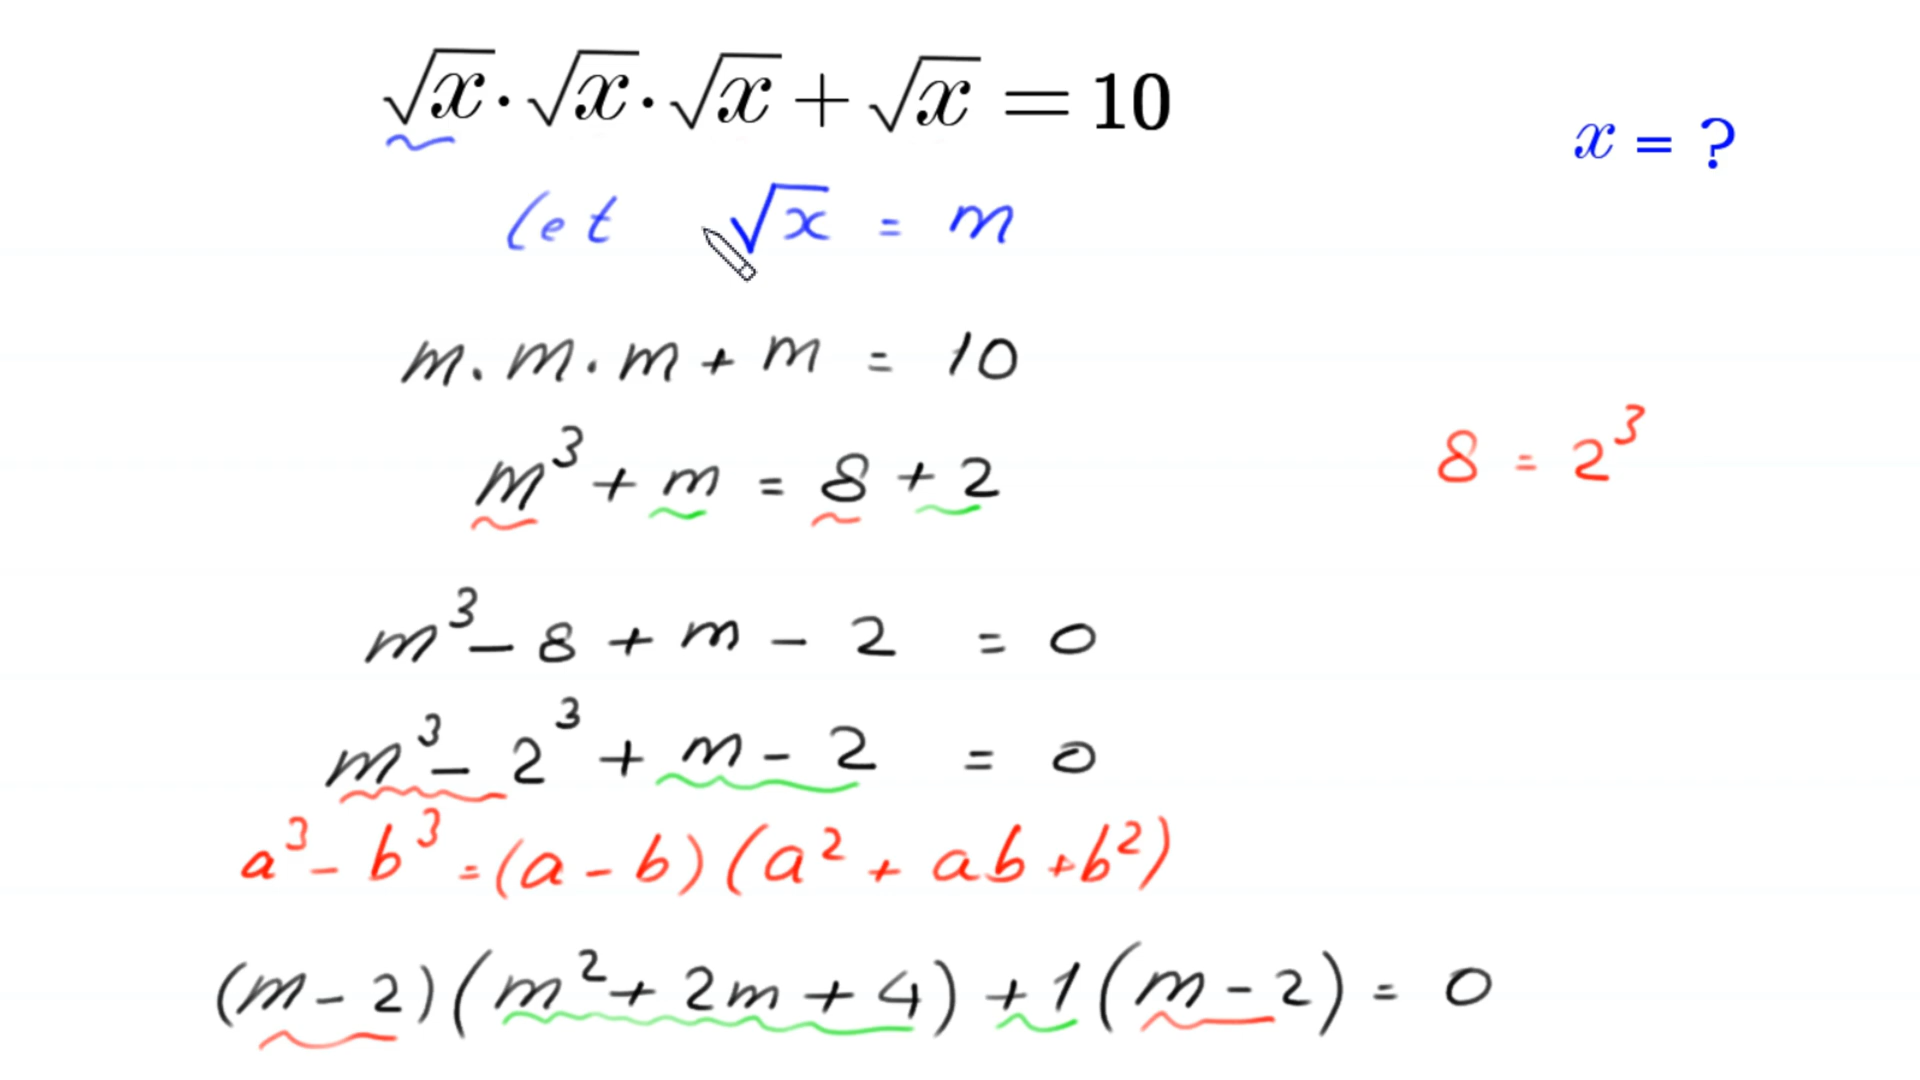 √x · √x · √x + √x = 10
x = ?
let √x = m
m · m · m + m = 10
m³ + m = 8 + 2
8 = 2³
m³ - 8 + m - 2 = 0
m³ - 2³ + m - 2 = 0
a³ - b³ = (a - b)(a² + ab + b²)
(m - 2)(m² + 2m + 4) + 1(m - 2) = 0